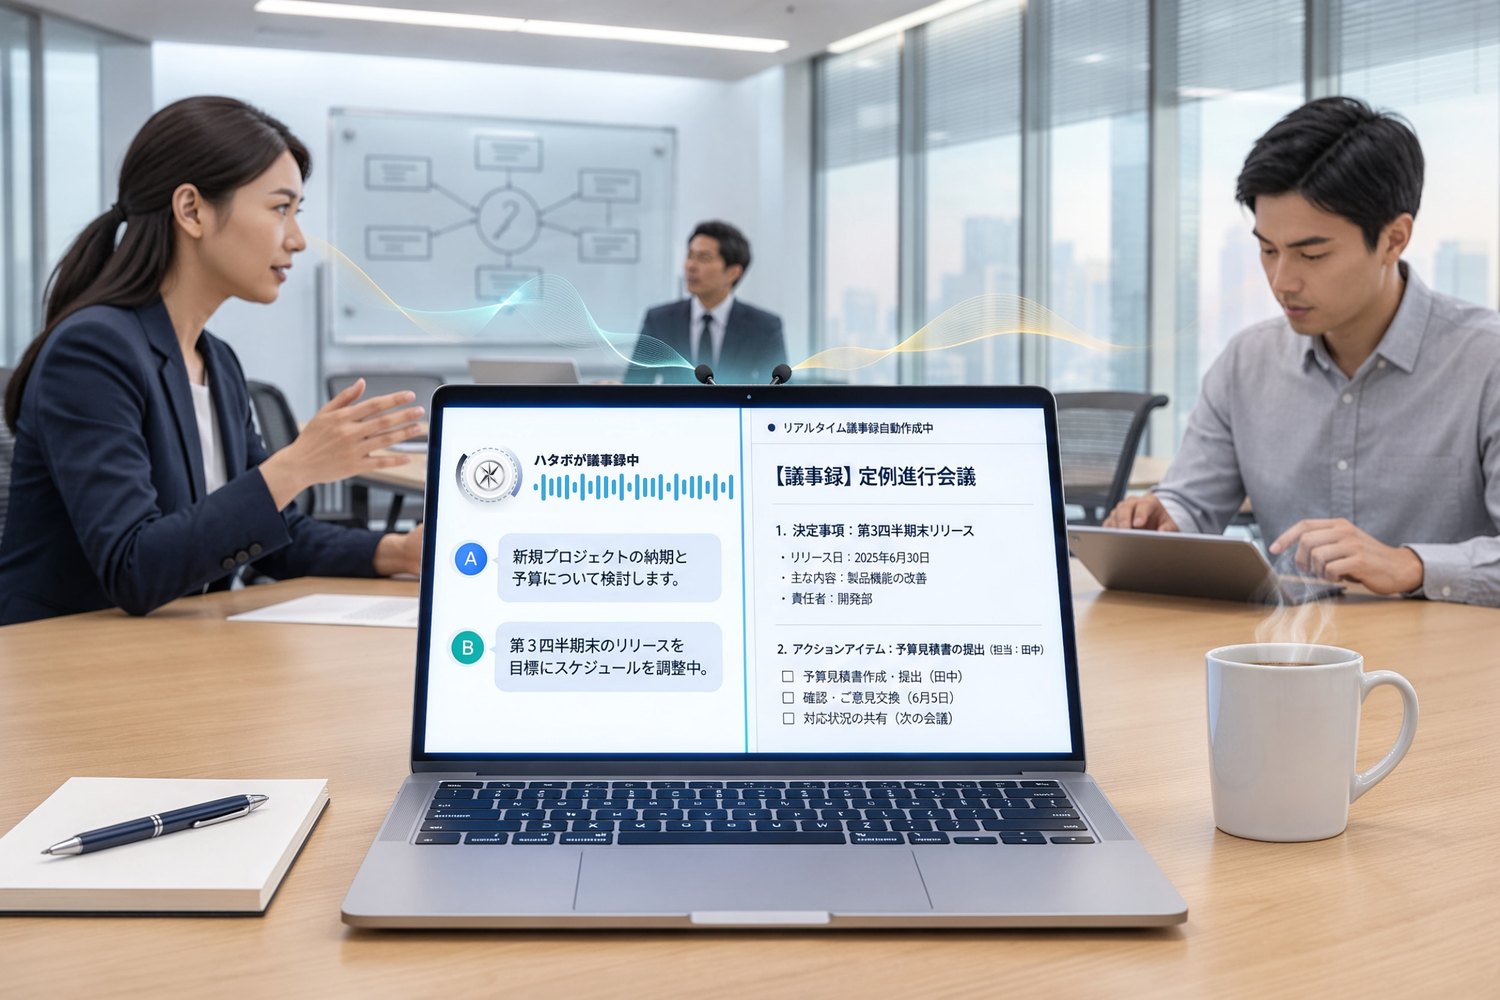 ハタボが議事録中
A
新規プロジェクトの納期と
予算について検討します。
B
第3四半期末のリリースを
目標にスケジュールを調整中。
● リアルタイム議事録自動作成中
【議事録】定例進行会議
1. 決定事項：第3四半期末リリース
・リリース日：2025年6月30日
・主な内容：製品機能の改善
・責任者：開発部
2. アクションアイテム：予算見積書の提出（担当：田中）
□ 予算見積書作成・提出（田中）
□ 確認・ご意見交換（6月5日）
□ 対応状況の共有（次の会議）